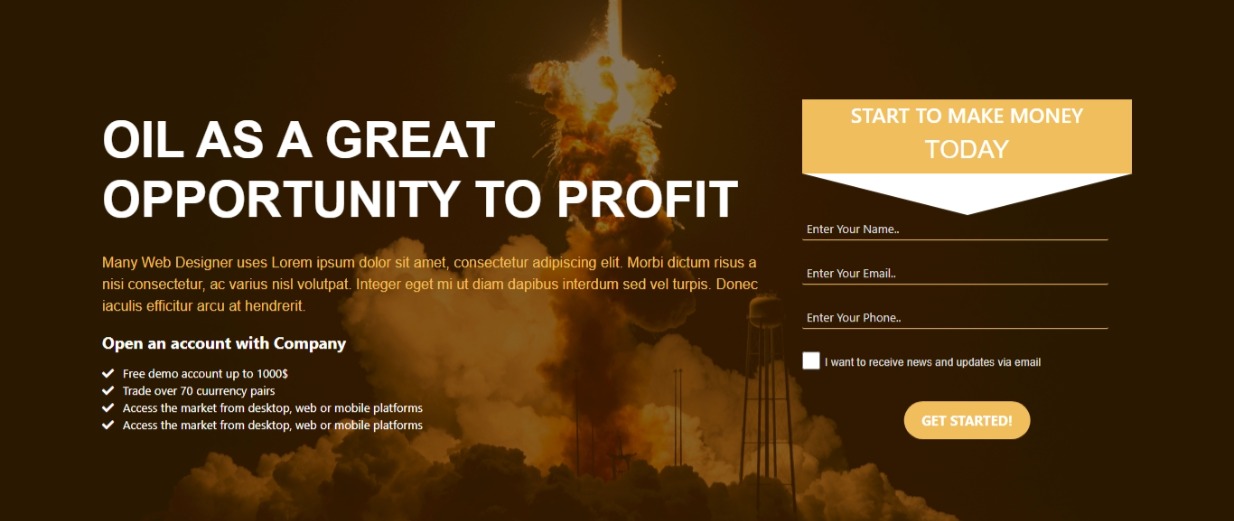 OIL AS A GREAT
OPPORTUNITY TO PROFIT
Many Web Designer uses Lorem ipsum dolor sit amet, consectetur adipiscing elit. Morbi dictum risus a
nisi consectetur, ac varius nisl volutpat. Integer eget mi ut diam dapibus interdum sed vel turpis. Donec
iaculis efficitur arcu at hendrerit.
Open an account with Company
Free demo account up to 1000$
Trade over 70 cuurrency pairs
Access the market from desktop, web or mobile platforms
Access the market from desktop, web or mobile platforms
START TO MAKE MONEY
TODAY
Enter Your Name..
Enter Your Email..
Enter Your Phone..
I want to receive news and updates via email
GET STARTED!